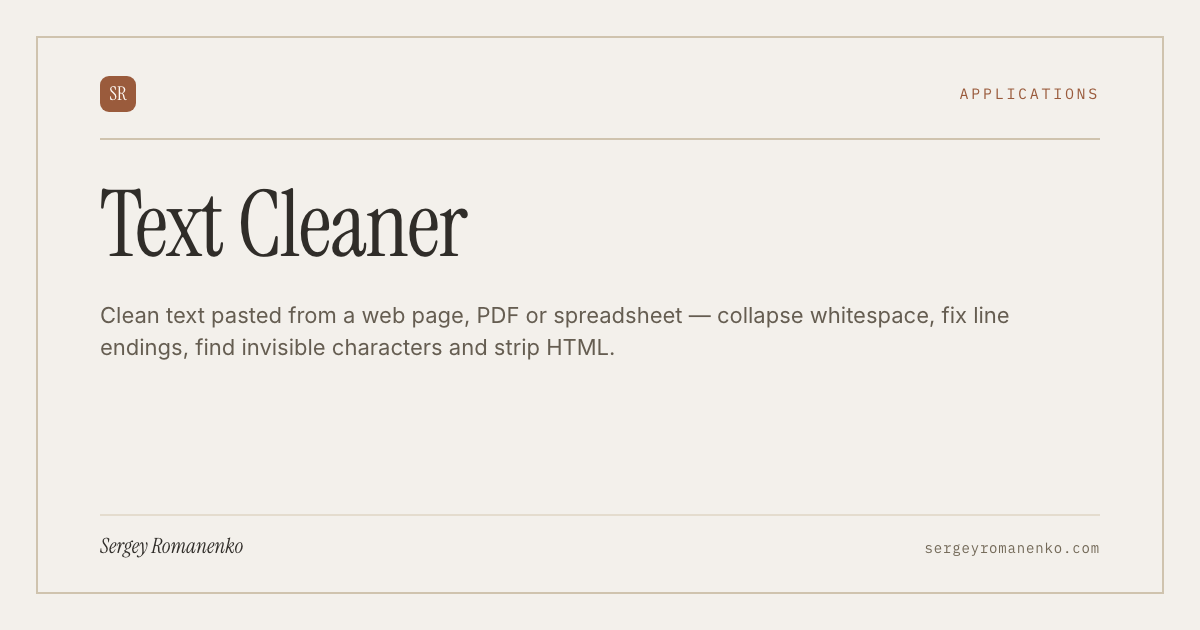 SR
APPLICATIONS
Text Cleaner
Clean text pasted from a web page, PDF or spreadsheet — collapse whitespace, fix line
endings, find invisible characters and strip HTML.
Sergey Romanenko
sergeyromanenko.com